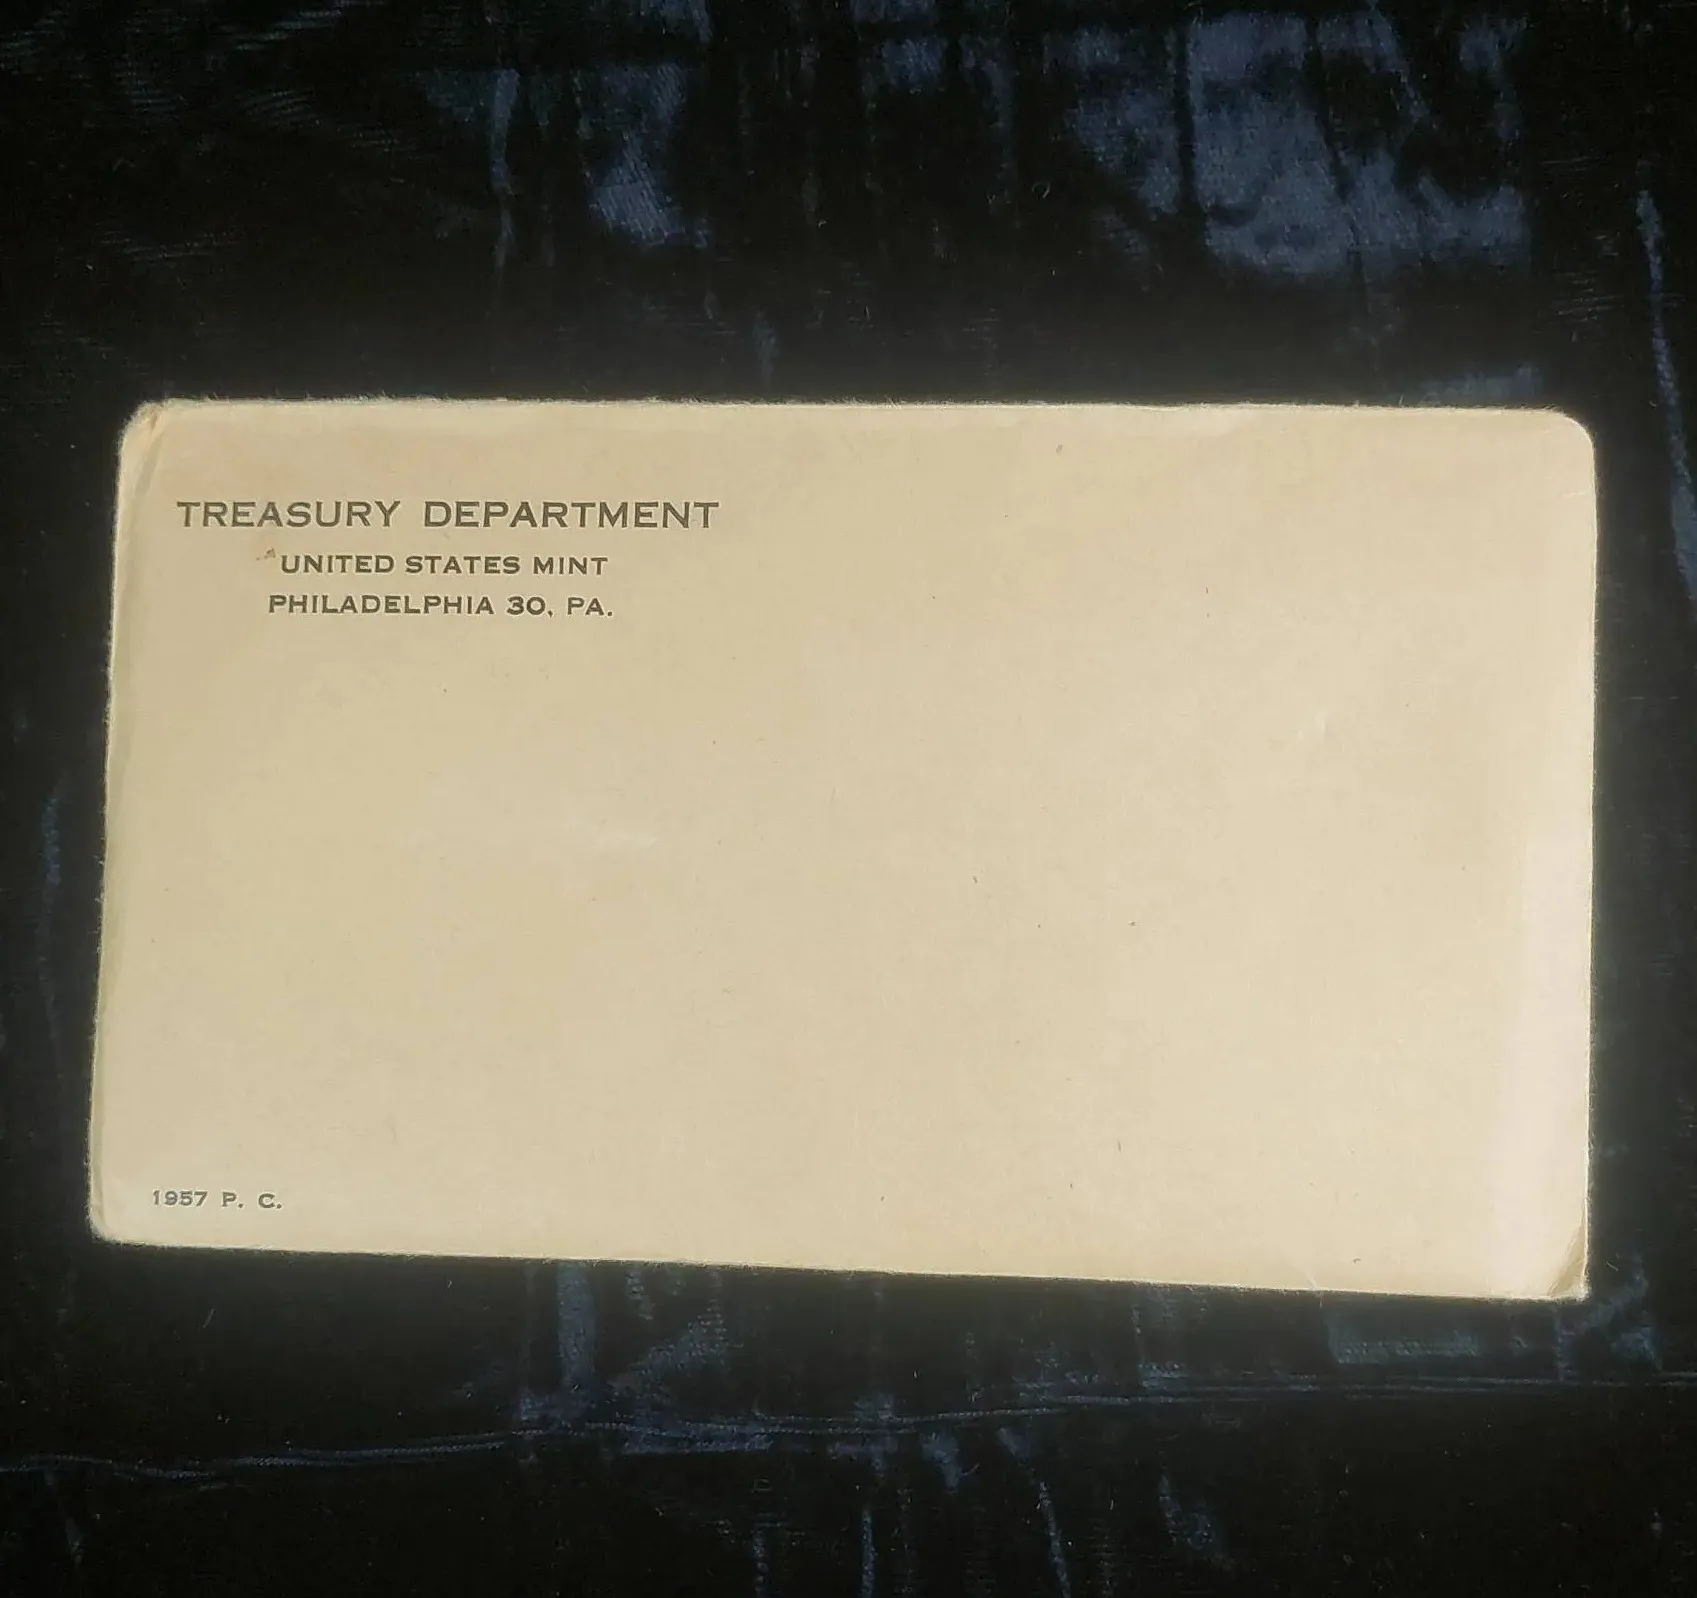 TREASURY DEPARTMENT
UNITED STATES MINT
PHILADELPHIA 30, PA.
1957 P. C.